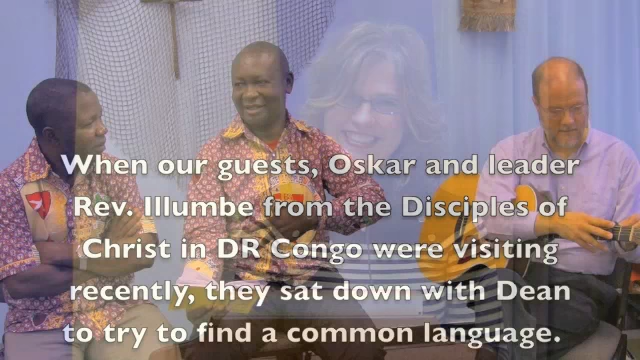 When our guests, Oskar and leader
Rev. Illumbe from the Disciples of
Christ in DR Congo were visiting
recently, they sat down with Dean
to try to find a common language.